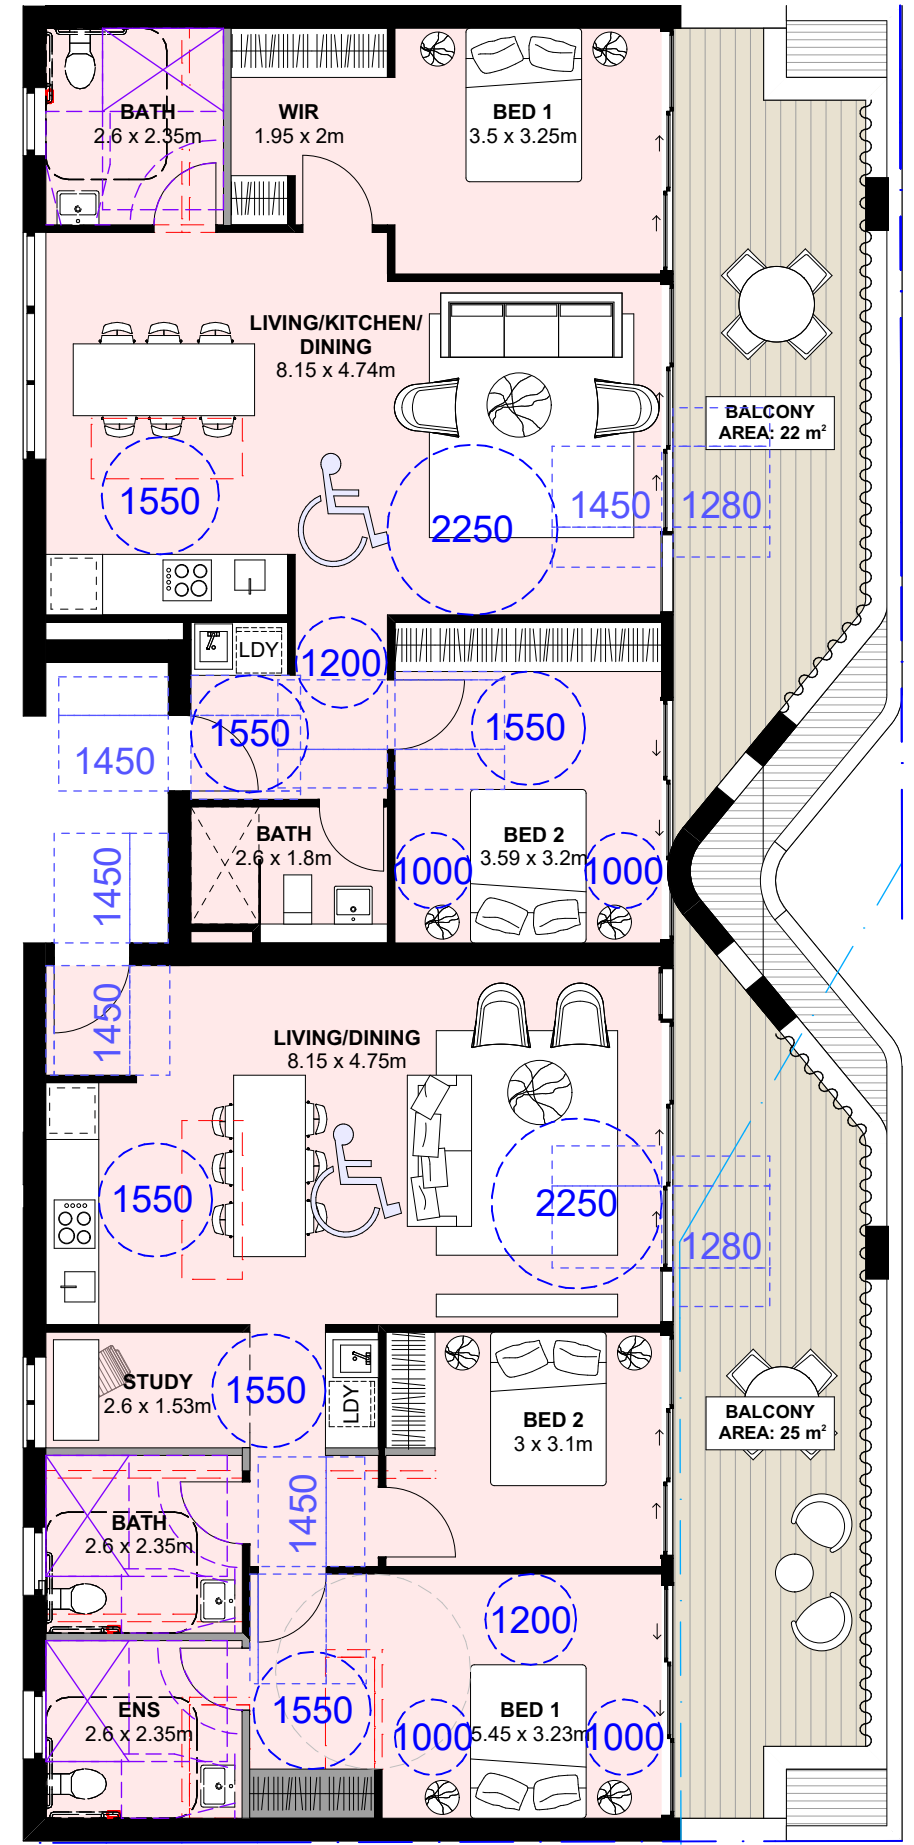 BATH
2.6 x 2.35m
WIR
1.95 x 2m
BED 1
3.5 x 3.25m
LIVING/KITCHEN/
DINING
8.15 x 4.74m
BALCONY
AREA: 22 m²
1550
2250
1450
1280
LDY
1200
1550
1550
1450
BATH
2.6 x 1.8m
1000
BED 2
3.59 x 3.2m
1000
1450
1450
LIVING/DINING
8.15 x 4.75m
1550
2250
1280
STUDY
2.6 x 1.53m
1550
LDY
BED 2
3 x 3.1m
BALCONY
AREA: 25 m²
1450
BATH
2.6 x 2.35m
1200
ENS
2.6 x 2.35m
1550
1000
BED 1
5.45 x 3.23m
1000